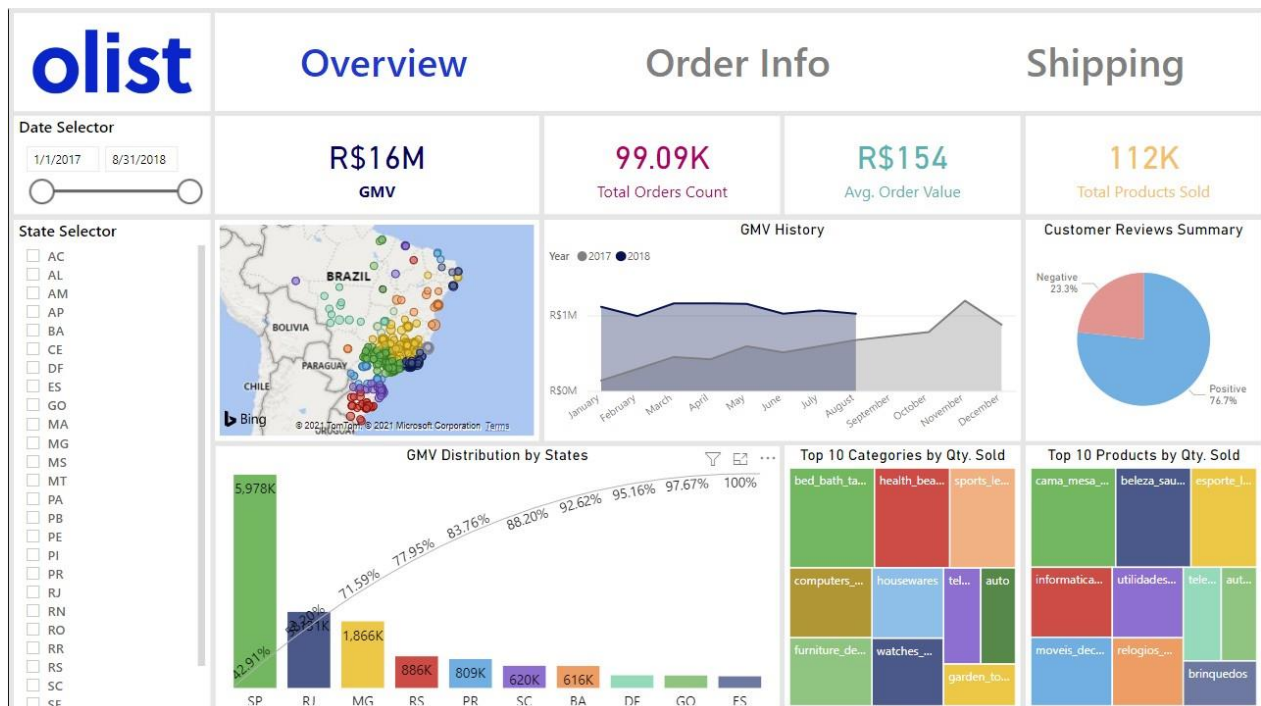 olist
Overview
Order Info
Shipping
Date Selector
1/1/2017
8/31/2018
R$16M
GMV
99.09K
Total Orders Count
R$154
Avg. Order Value
112K
Total Products Sold
State Selector
AC
AL
AM
AP
BA
CE
DF
ES
GO
MA
MG
MS
MT
PA
PB
PE
PI
PR
RJ
RN
RO
RR
RS
SC
SE
BRAZIL
BOLIVIA
PARAGUAY
CHILE
URUGUAY
Bing
© 2021 TomTom, © 2021 Microsoft Corporation Terms
GMV History
Year 2017 2018
R$1M
R$0M
January
February
March
April
May
June
July
August
September
October
November
December
Customer Reviews Summary
Negative
23.3%
Positive
76.7%
GMV Distribution by States
5,978K
1,866K
886K
809K
620K
616K
42.91%
71.59%
77.95%
83.76%
88.20%
92.62%
95.16%
97.67%
100%
SP
RJ
MG
RS
PR
SC
BA
DF
GO
ES
Top 10 Categories by Qty. Sold
bed_bath_ta...
health_bea...
sports_le...
computers_...
housewares
tel...
auto
furniture_de...
watches_...
garden_to...
Top 10 Products by Qty. Sold
cama_mesa_...
beleza_sau...
esporte_l...
informatica...
utilidades...
tele...
aut...
moveis_dec...
relogios_...
brinquedos